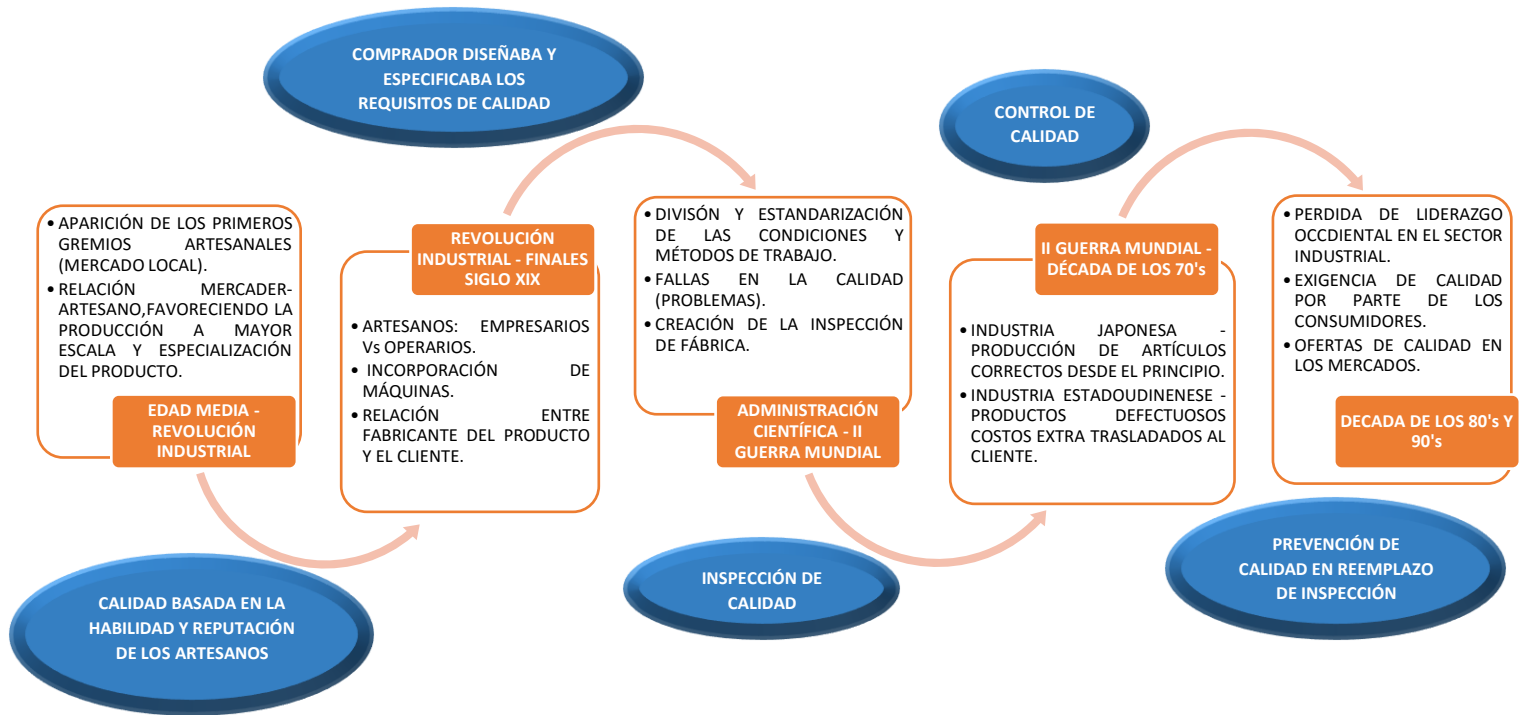 COMPRADOR DISEÑABA Y
ESPECIFICABA LOS
REQUISITOS DE CALIDAD
CONTROL DE
CALIDAD
• APARICIÓN DE LOS PRIMEROS
GREMIOS ARTESANALES
(MERCADO LOCAL).
• RELACIÓN MERCADER-
ARTESANO,FAVORECIENDO LA
PRODUCCIÓN A MAYOR
ESCALA Y ESPECIALIZACIÓN
DEL PRODUCTO.
EDAD MEDIA -
REVOLUCIÓN
INDUSTRIAL
REVOLUCIÓN
INDUSTRIAL - FINALES
SIGLO XIX
• ARTESANOS: EMPRESARIOS
Vs OPERARIOS.
• INCORPORACIÓN DE
MÁQUINAS.
• RELACIÓN ENTRE
FABRICANTE DEL PRODUCTO
Y EL CLIENTE.
• DIVISÓN Y ESTANDARIZACIÓN
DE LAS CONDICIONES Y
MÉTODOS DE TRABAJO.
• FALLAS EN LA CALIDAD
(PROBLEMAS).
• CREACIÓN DE LA INSPECCIÓN
DE FÁBRICA.
ADMINISTRACIÓN
CIENTÍFICA - II
GUERRA MUNDIAL
II GUERRA MUNDIAL -
DÉCADA DE LOS 70's
• INDUSTRIA JAPONESA -
PRODUCCIÓN DE ARTÍCULOS
CORRECTOS DESDE EL PRINCIPIO.
• INDUSTRIA ESTADOUDINENESE -
PRODUCTOS DEFECTUOSOS
COSTOS EXTRA TRASLADADOS AL
CLIENTE.
• PERDIDA DE LIDERAZGO
OCCDIENTAL EN EL SECTOR
INDUSTRIAL.
• EXIGENCIA DE CALIDAD
POR PARTE DE LOS
CONSUMIDORES.
• OFERTAS DE CALIDAD EN
LOS MERCADOS.
DECADA DE LOS 80's Y
90's
CALIDAD BASADA EN LA
HABILIDAD Y REPUTACIÓN
DE LOS ARTESANOS
INSPECCIÓN DE
CALIDAD
PREVENCIÓN DE
CALIDAD EN REEMPLAZO
DE INSPECCIÓN